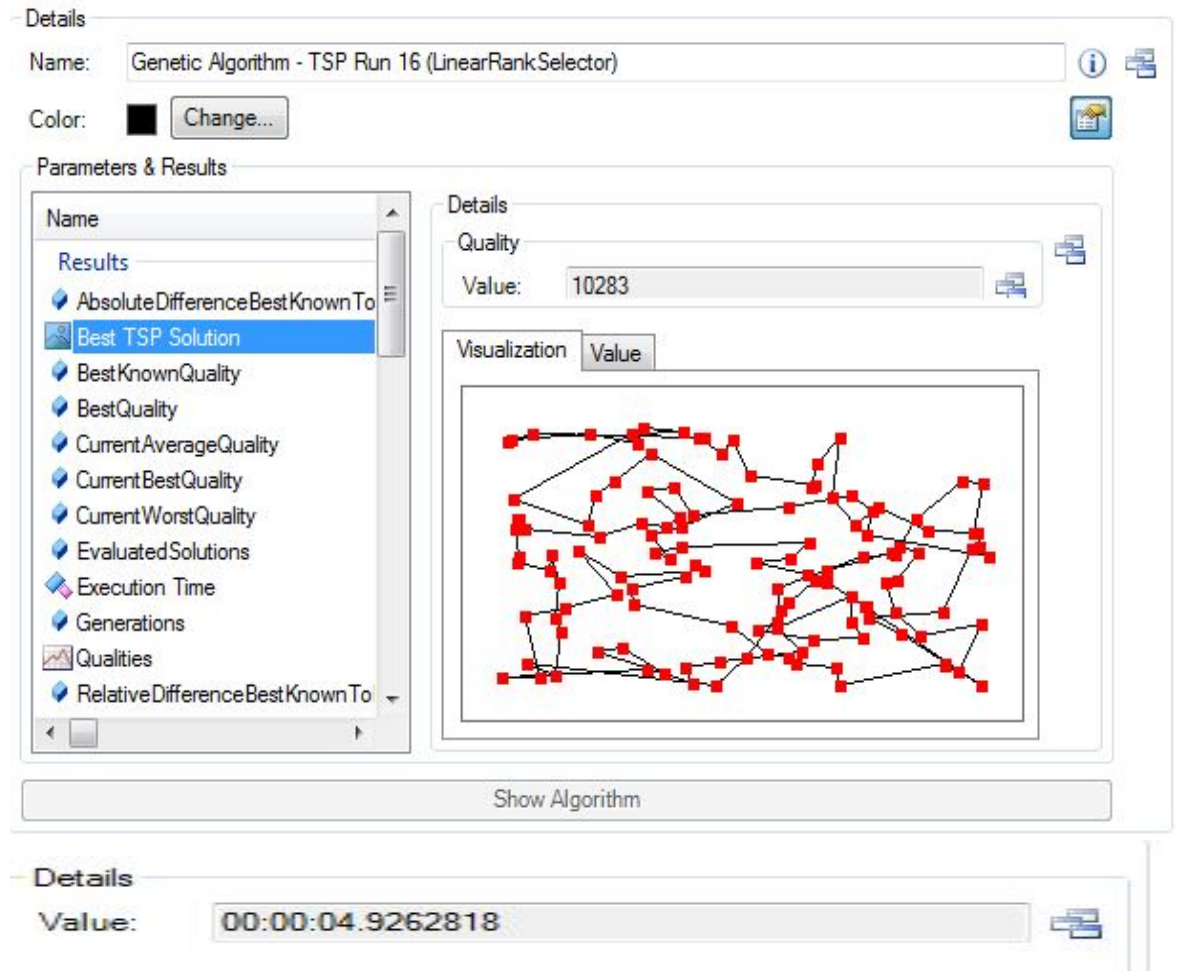 Details
Name: Genetic Algorithm - TSP Run 16 (LinearRankSelector)
Color: Change...
Parameters & Results
Name
Results
AbsoluteDifferenceBestKnownTo
Best TSP Solution
BestKnownQuality
BestQuality
CurrentAverageQuality
CurrentBestQuality
CurrentWorstQuality
EvaluatedSolutions
Execution Time
Generations
Qualities
RelativeDifferenceBestKnownTo
Details
Quality
Value: 10283
Visualization Value
Show Algorithm
Details
Value: 00:00:04.9262818